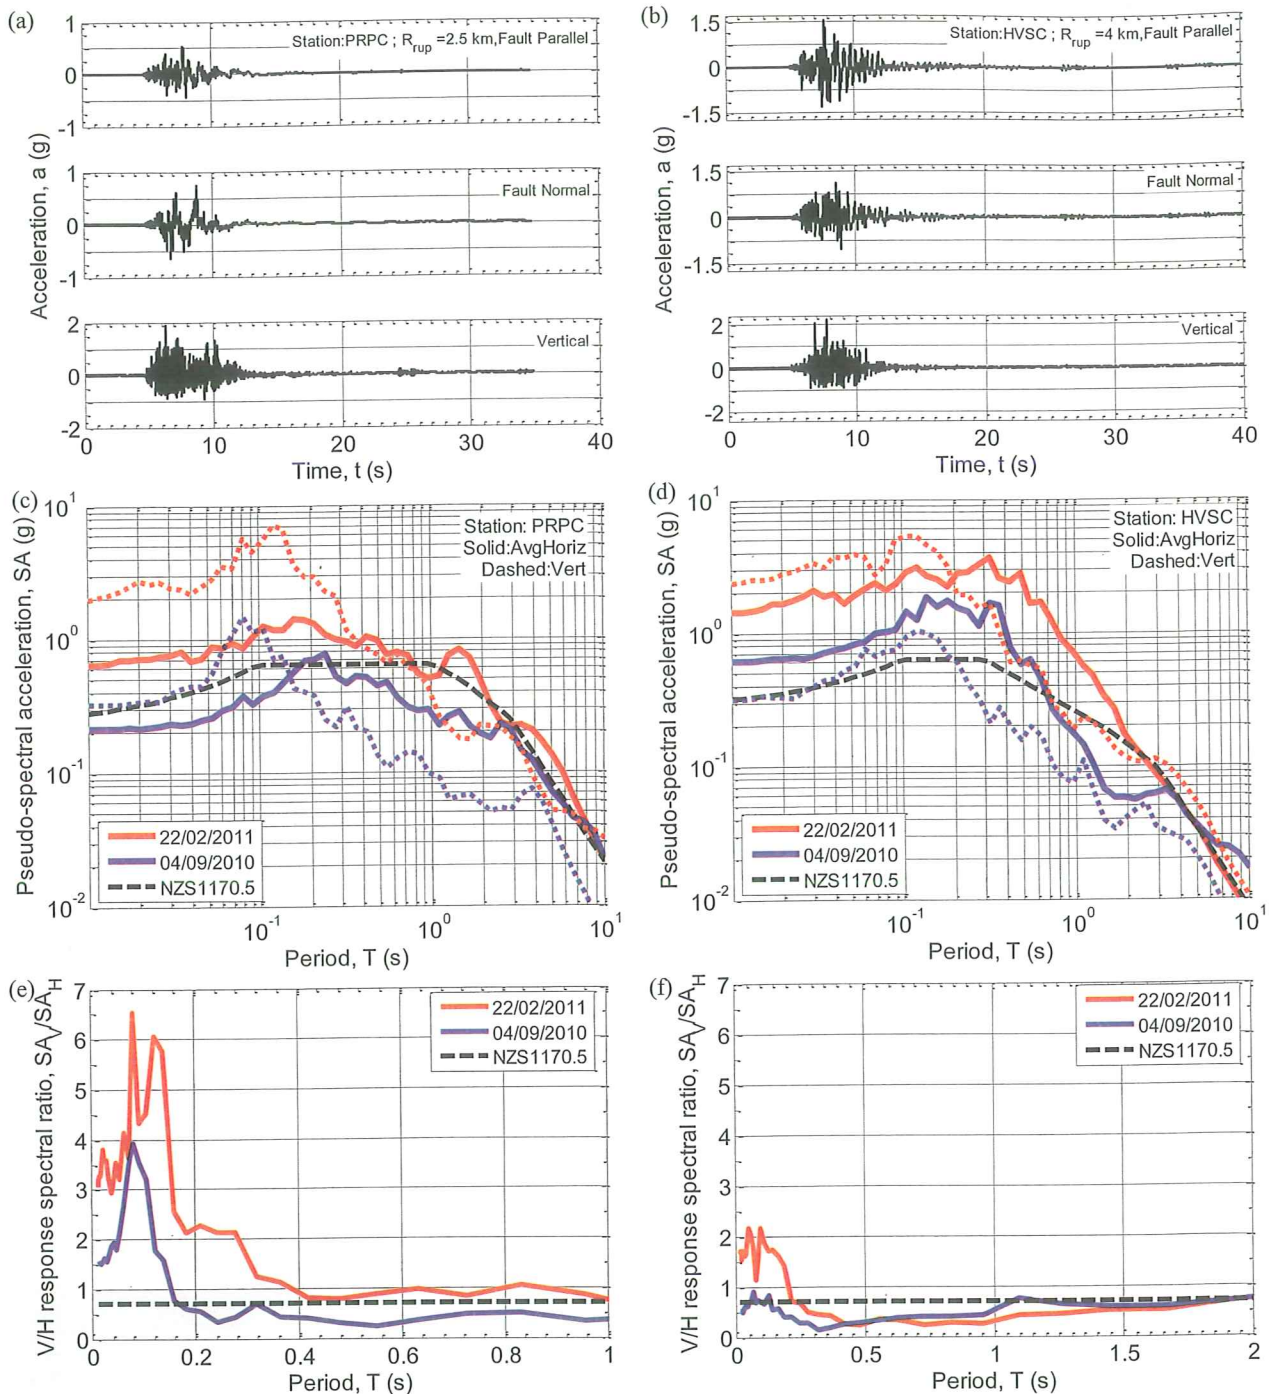 (a)
Acceleration, a (g)
1
0
-1
Station:PRPC ; Rrup =2.5 km,Fault Parallel
1
0
-1
Fault Normal
2
0
-2
Vertical
0 10 20 30 40
Time, t (s)
(b)
Acceleration, a (g)
1.5
0
-1.5
Station:HVSC ; Rrup =4 km,Fault Parallel
1.5
0
-1.5
Fault Normal
2
0
-2
Vertical
0 10 20 30 40
Time, t (s)
(c)
Pseudo-spectral acceleration, SA (g)
10^1
10^0
10^-1
10^-2
Station: PRPC
Solid:AvgHoriz
Dashed:Vert
22/02/2011
04/09/2010
NZS1170.5
10^-1 10^0 10^1
Period, T (s)
(d)
Pseudo-spectral acceleration, SA (g)
10^1
10^0
10^-1
10^-2
Station: HVSC
Solid:AvgHoriz
Dashed:Vert
22/02/2011
04/09/2010
NZS1170.5
10^-1 10^0 10^1
Period, T (s)
(e)
V/H response spectral ratio, SAV/SAH
7
6
5
4
3
2
1
0
22/02/2011
04/09/2010
NZS1170.5
0 0.2 0.4 0.6 0.8 1
Period, T (s)
(f)
V/H response spectral ratio, SAV/SAH
7
6
5
4
3
2
1
0
22/02/2011
04/09/2010
NZS1170.5
0 0.5 1 1.5 2
Period, T (s)